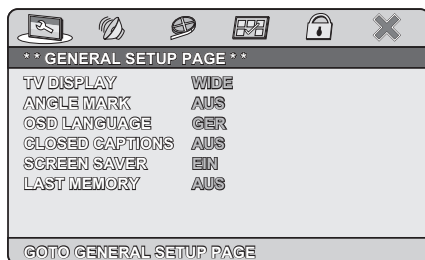 * * GENERAL SETUP PAGE * *
TV DISPLAY WIDE
ANGLE MARK AUS
OSD LANGUAGE GER
CLOSED CAPTIONS AUS
SCREEN SAVER EIN
LAST MEMORY AUS
GOTO GENERAL SETUP PAGE